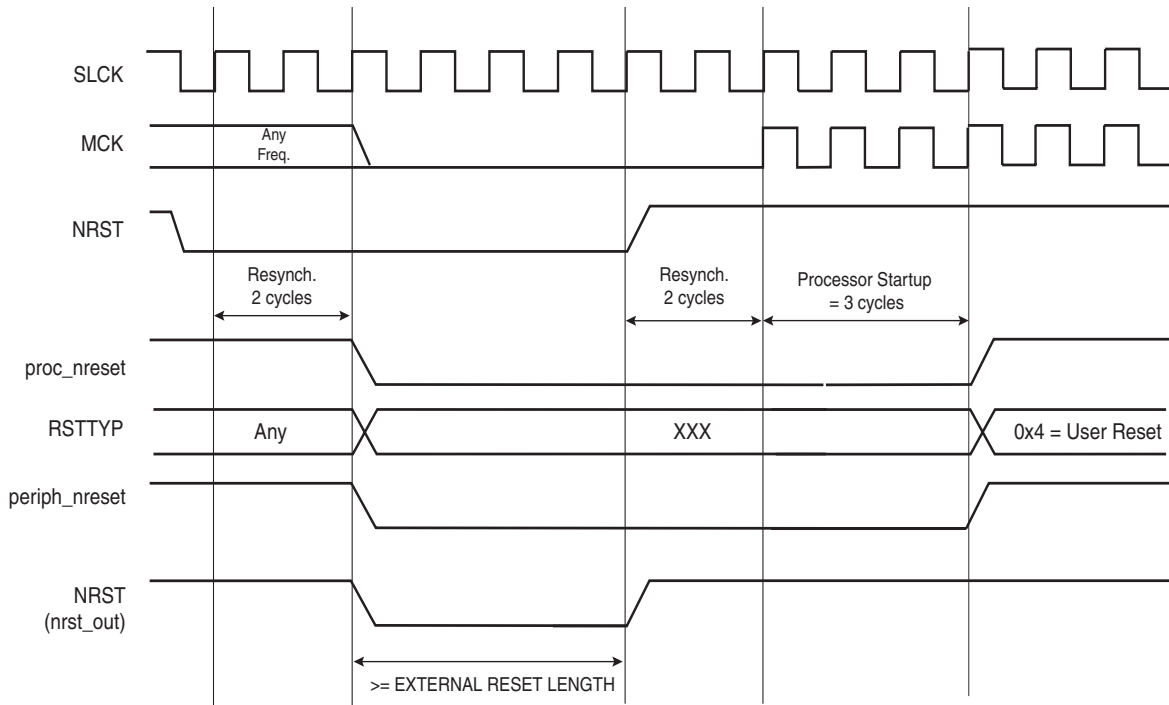 SLCK
MCK
Any
Freq.
NRST
Resynch.
2 cycles
Resynch.
2 cycles
Processor Startup
= 3 cycles
proc_nreset
RSTTYP
Any
XXX
0x4 = User Reset
periph_nreset
NRST
(nrst_out)
>= EXTERNAL RESET LENGTH